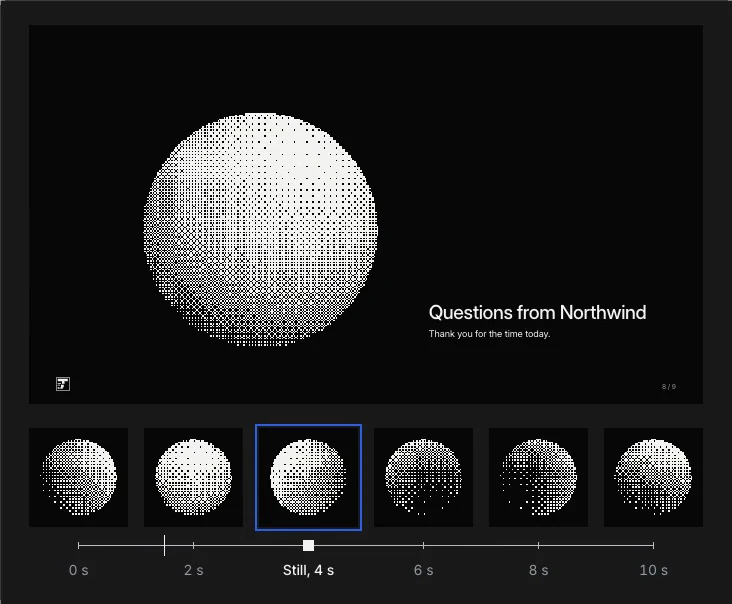 Questions from Northwind
Thank you for the time today.
8 / 9
0 s
2 s
Still, 4 s
6 s
8 s
10 s